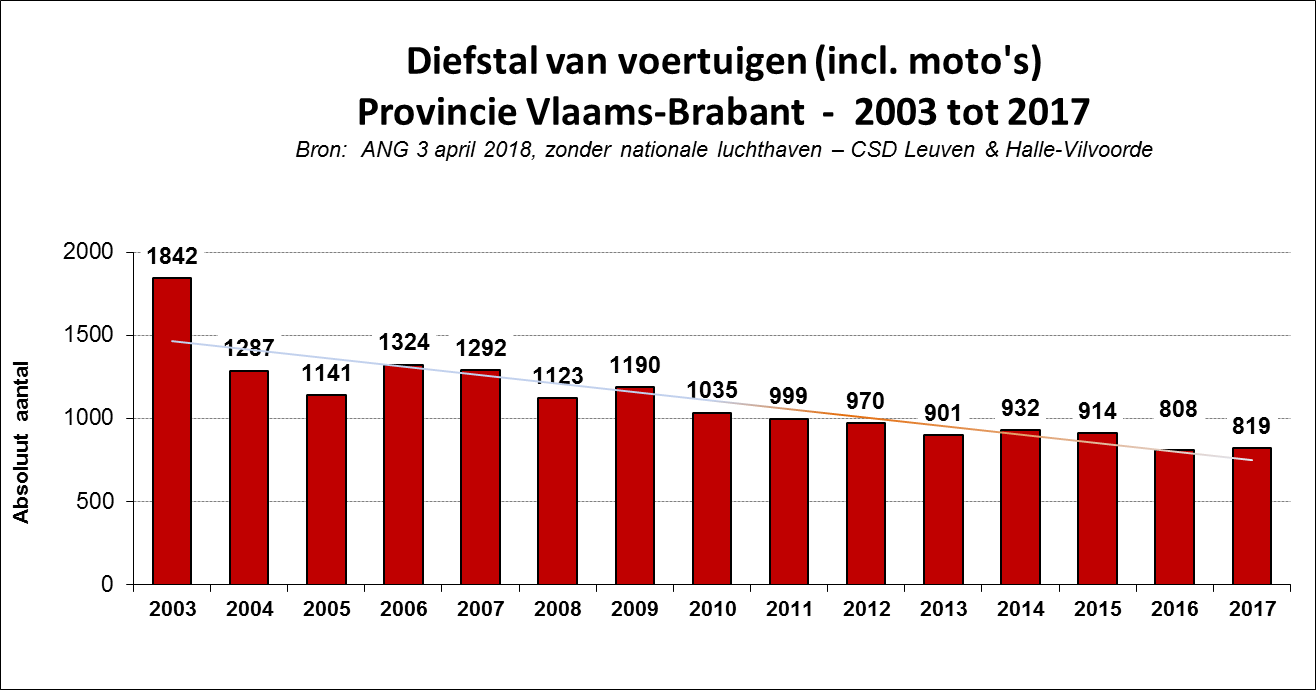 Diefstal van voertuigen (incl. moto's)
Provincie Vlaams-Brabant - 2003 tot 2017
Bron: ANG 3 april 2018, zonder nationale luchthaven – CSD Leuven & Halle-Vilvoorde
Absoluut aantal
2000
1500
1000
500
0
1842 1287 1141 1324 1292 1123 1190 1035 999 970 901 932 914 808 819
2003 2004 2005 2006 2007 2008 2009 2010 2011 2012 2013 2014 2015 2016 2017